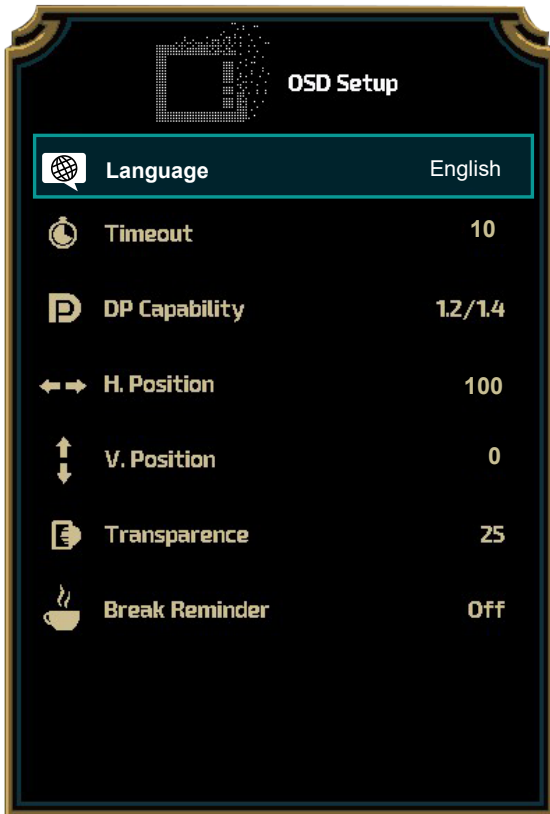 OSD Setup
Language English
Timeout 10
DP Capability 1.2/1.4
H. Position 100
V. Position 0
Transparence 25
Break Reminder Off